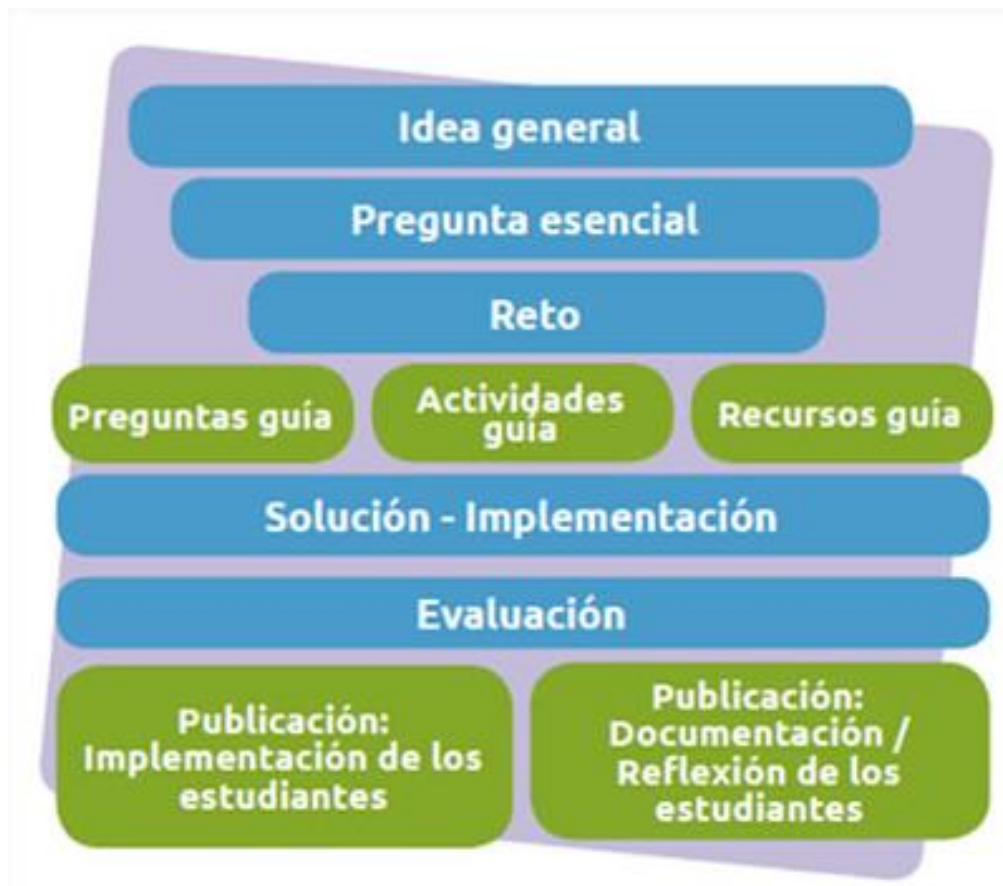 Idea general
Pregunta esencial
Reto
Preguntas guía
Actividades
guía
Recursos guía
Solución - Implementación
Evaluación
Publicación:
Implementación de los
estudiantes
Publicación:
Documentación /
Reflexión de los
estudiantes